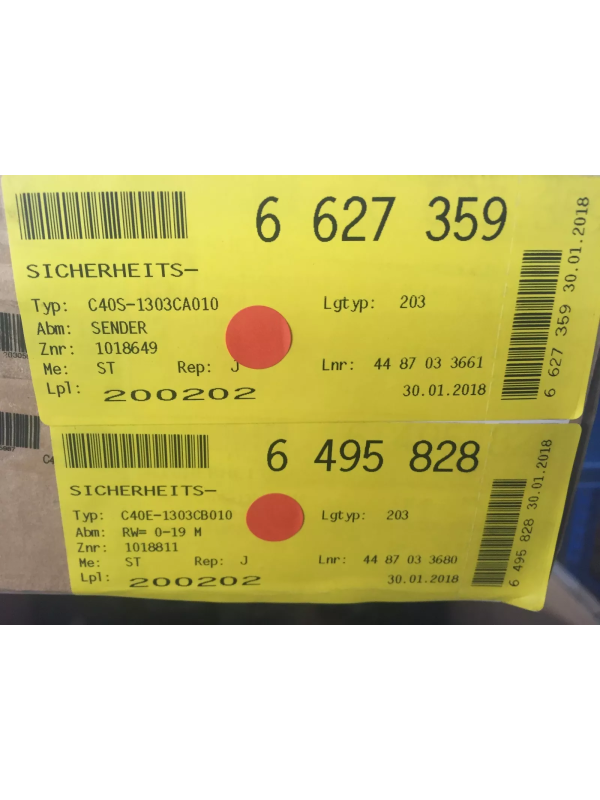 6 627 359
SICHERHEITS-
Typ: C40S-1303CA010 Lgtyp: 203
Abm: SENDER
Znr: 1018649
Me: ST Rep: J Lnr: 44 87 03 3661
Lpl: 200202 30.01.2018
6 627 359 30.01.2018
6 495 828
SICHERHEITS-
Typ: C40E-1303CB010 Lgtyp: 203
Abm: RW= 0-19 M
Znr: 1018811
Me: ST Rep: J Lnr: 44 87 03 3680
Lpl: 200202 30.01.2018
6 495 828 30.01.2018